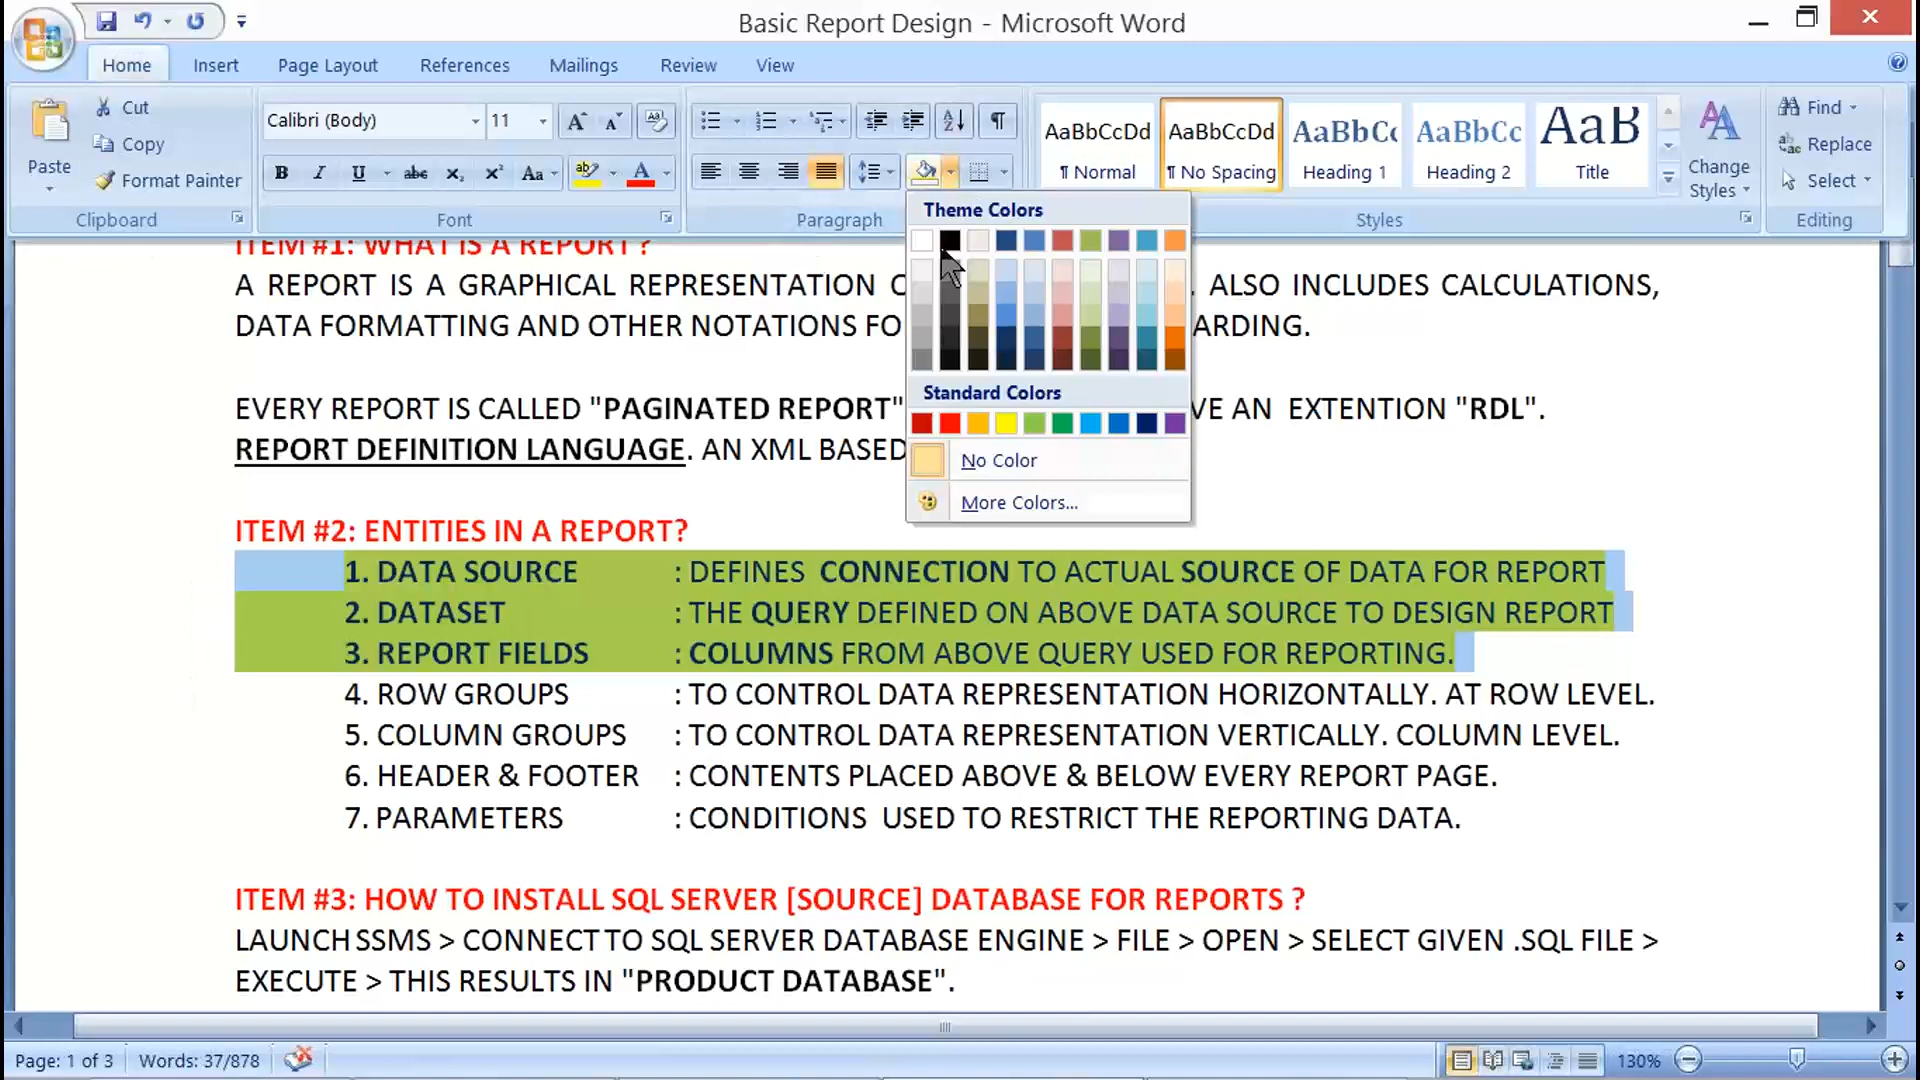 Basic Report Design - Microsoft Word
Home Insert Page Layout References Mailings Review View
Paste
Cut
Copy
Format Painter
Clipboard
Calibri (Body) 11
Font
Paragraph
AaBbCcDd
¶ Normal
AaBbCcDd
¶ No Spacing
AaBbCc
Heading 1
AaBbCc
Heading 2
AaB
Title
Change
Styles
Styles
Find
Replace
Select
Editing
Theme Colors
Standard Colors
No Color
More Colors...
ITEM #1: WHAT IS A REPORT ?
A REPORT IS A GRAPHICAL REPRESENTATION . ALSO INCLUDES CALCULATIONS,
DATA FORMATTING AND OTHER NOTATIONS ARDING.
EVERY REPORT IS CALLED "PAGINATED REPORT" AN EXTENTION "RDL".
REPORT DEFINITION LANGUAGE. AN XML BASED
ITEM #2: ENTITIES IN A REPORT?
1. DATA SOURCE : DEFINES CONNECTION TO ACTUAL SOURCE OF DATA FOR REPORT
2. DATASET : THE QUERY DEFINED ON ABOVE DATA SOURCE TO DESIGN REPORT
3. REPORT FIELDS : COLUMNS FROM ABOVE QUERY USED FOR REPORTING.
4. ROW GROUPS : TO CONTROL DATA REPRESENTATION HORIZONTALLY. AT ROW LEVEL.
5. COLUMN GROUPS : TO CONTROL DATA REPRESENTATION VERTICALLY. COLUMN LEVEL.
6. HEADER & FOOTER : CONTENTS PLACED ABOVE & BELOW EVERY REPORT PAGE.
7. PARAMETERS : CONDITIONS USED TO RESTRICT THE REPORTING DATA.
ITEM #3: HOW TO INSTALL SQL SERVER [SOURCE] DATABASE FOR REPORTS ?
LAUNCH SSMS > CONNECT TO SQL SERVER DATABASE ENGINE > FILE > OPEN > SELECT GIVEN .SQL FILE >
EXECUTE > THIS RESULTS IN "PRODUCT DATABASE".
Page: 1 of 3 Words: 37/878 130%